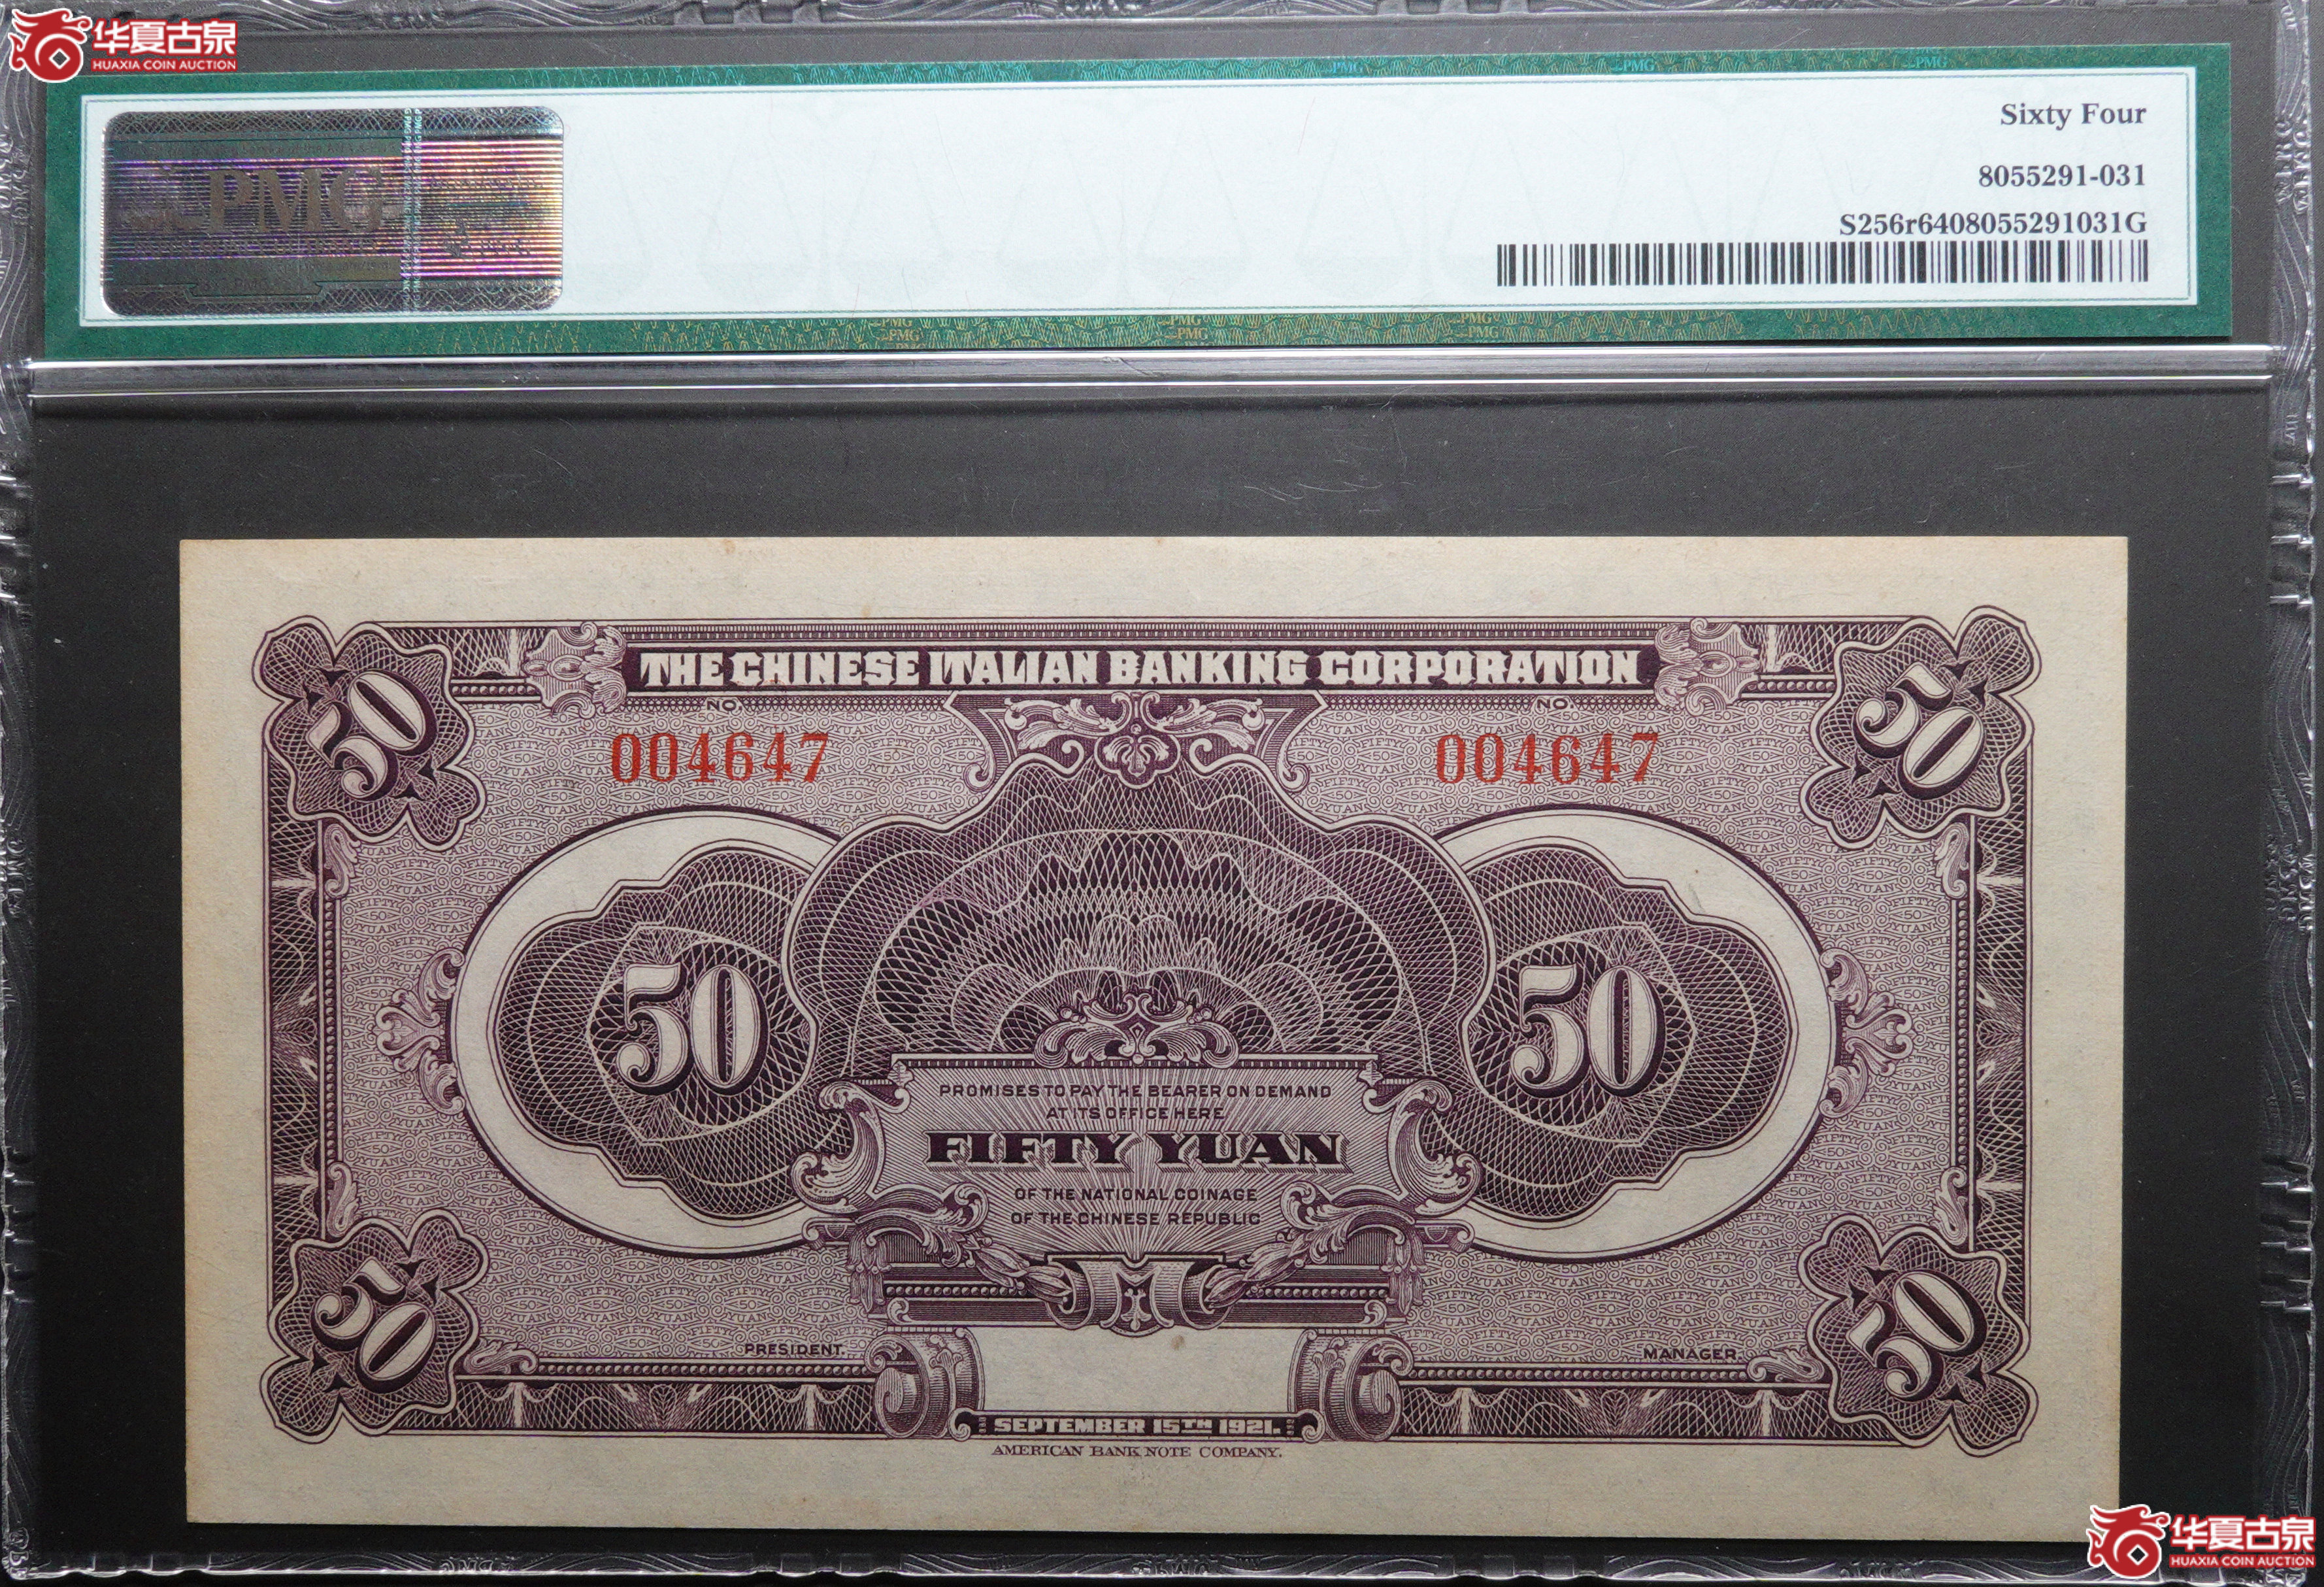 华夏古泉
HUAXIA COIN AUCTION
PMG
Sixty Four
8055291-031
S256r6408055291031G
THE CHINESE ITALIAN BANKING CORPORATION
50
50
NO.
NO.
004647
004647
50
50
PROMISES TO PAY THE BEARER ON DEMAND
AT ITS OFFICE HERE
FIFTY YUAN
OF THE NATIONAL COINAGE
OF THE CHINESE REPUBLIC
50
50
PRESIDENT.
MANAGER.
SEPTEMBER 15TH 1921.
AMERICAN BANK NOTE COMPANY.
华夏古泉
HUAXIA COIN AUCTION